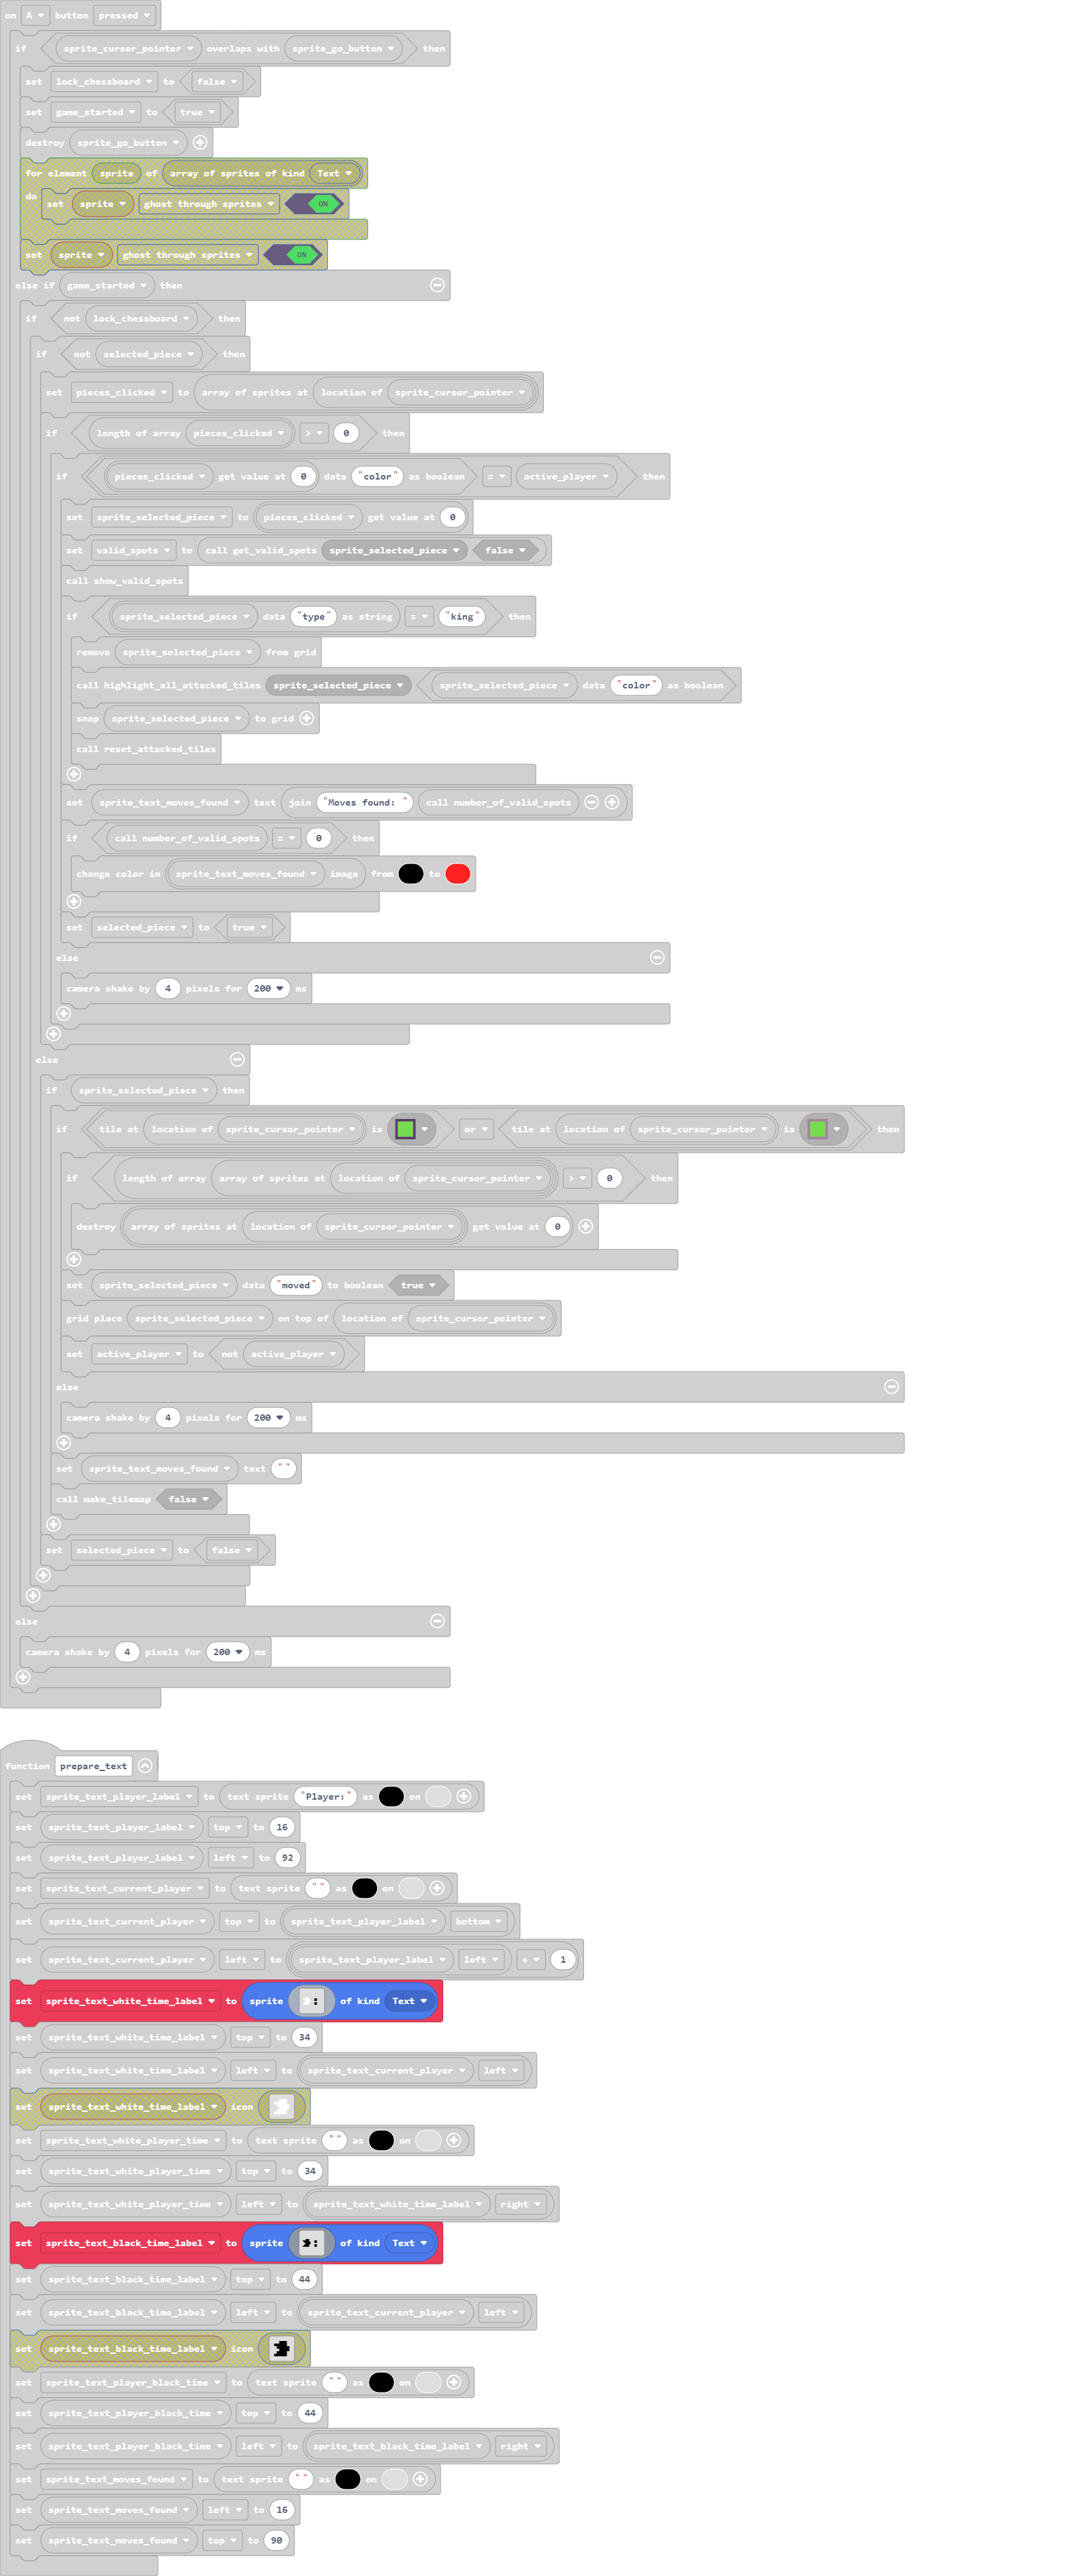 on A button pressed
if sprite_cursor_pointer overlaps with sprite_go_button then
set lock_chessboard to false
set game_started to true
destroy sprite_go_button
for element sprite of array of sprites of kind Text
do set sprite ghost through sprites ON
set sprite ghost through sprites ON
else if game_started then
if not lock_chessboard then
if not selected_piece then
set pieces_clicked to array of sprites at location of sprite_cursor_pointer
if length of array pieces_clicked > 0 then
if pieces_clicked get value at 0 data "color" as boolean = active_player then
set sprite_selected_piece to pieces_clicked get value at 0
set valid_spots to call get_valid_spots sprite_selected_piece false
call show_valid_spots
if sprite_selected_piece data "type" as string = "king" then
remove sprite_selected_piece from grid
call highlight_all_attacked_tiles sprite_selected_piece sprite_selected_piece data "color" as boolean
snap sprite_selected_piece to grid
call reset_attacked_tiles
set sprite_text_moves_found text join "Moves found: " call number_of_valid_spots
if call number_of_valid_spots = 0 then
change color in sprite_text_moves_found image from to
set selected_piece to true
else
camera shake by 4 pixels for 200 ms
else
if sprite_selected_piece then
if tile at location of sprite_cursor_pointer is or tile at location of sprite_cursor_pointer is then
if length of array array of sprites at location of sprite_cursor_pointer > 0 then
destroy array of sprites at location of sprite_cursor_pointer get value at 0
set sprite_selected_piece data "moved" to boolean true
grid place sprite_selected_piece on top of location of sprite_cursor_pointer
set active_player to not active_player
else
camera shake by 4 pixels for 200 ms
set sprite_text_moves_found text ""
call make_tilemap false
set selected_piece to false
else
camera shake by 4 pixels for 200 ms
function prepare_text
set sprite_text_player_label to text sprite "Player:" as on
set sprite_text_player_label top to 16
set sprite_text_player_label left to 92
set sprite_text_current_player to text sprite "" as on
set sprite_text_current_player top to sprite_text_player_label bottom
set sprite_text_current_player left to sprite_text_player_label left + 1
set sprite_text_white_time_label to sprite : of kind Text
set sprite_text_white_time_label top to 34
set sprite_text_white_time_label left to sprite_text_current_player left
set sprite_text_white_time_label icon
set sprite_text_white_player_time to text sprite "" as on
set sprite_text_white_player_time top to 34
set sprite_text_white_player_time left to sprite_text_white_time_label right
set sprite_text_black_time_label to sprite : of kind Text
set sprite_text_black_time_label top to 44
set sprite_text_black_time_label left to sprite_text_current_player left
set sprite_text_black_time_label icon
set sprite_text_player_black_time to text sprite "" as on
set sprite_text_player_black_time top to 44
set sprite_text_player_black_time left to sprite_text_black_time_label right
set sprite_text_moves_found to text sprite "" as on
set sprite_text_moves_found left to 16
set sprite_text_moves_found top to 90